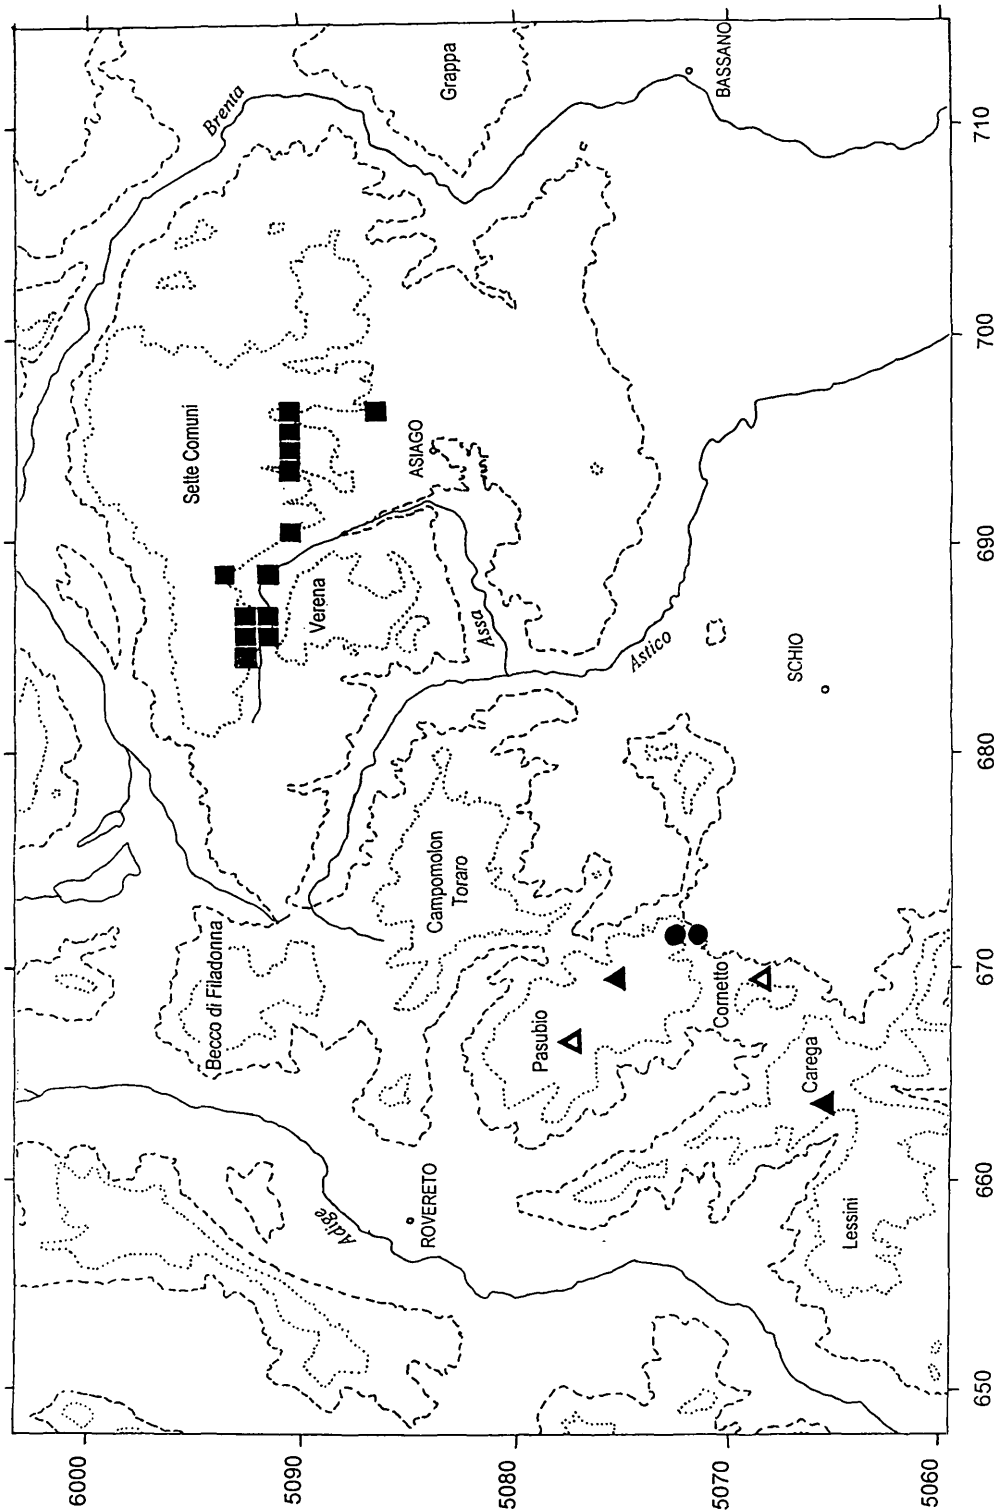 Brenta
Grappa
BASSANO
Sette Comuni
ASIAGO
Verena
Assa
Astico
SCHIO
Becco di Filadonna
Campomolon
Toraro
Pasubio
Cornetto
Carega
Adige
ROVERETO
Lessini
6000
5090
5080
5070
5060
650
660
670
680
690
700
710